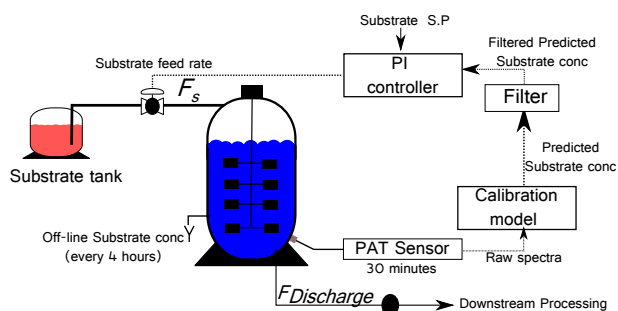 Substrate S.P
PI
controller
Filtered Predicted
Substrate conc
Filter
Predicted
Substrate conc
Calibration
model
Raw spectra
PAT Sensor
30 minutes
Substrate feed rate
Fs
Substrate tank
Off-line Substrate conc
(every 4 hours)
FDischarge
Downstream Processing